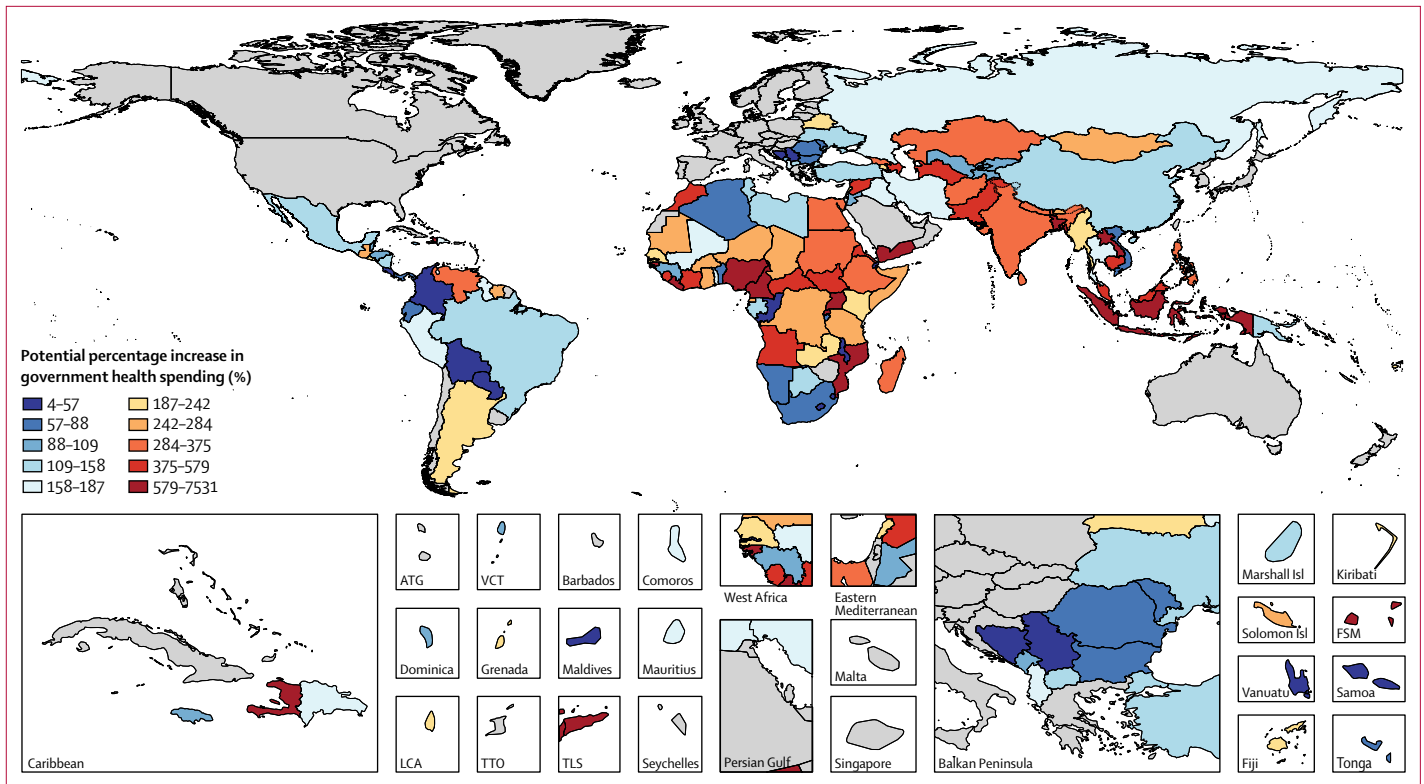 Potential percentage increase in
government health spending (%)
4–57
57–88
88–109
109–158
158–187
187–242
242–284
284–375
375–579
579–7531
Caribbean
ATG
VCT
Barbados
Comoros
West Africa
Eastern
Mediterranean
Dominica
Grenada
Maldives
Mauritius
LCA
TTO
TLS
Seychelles
Persian Gulf
Malta
Singapore
Balkan Peninsula
Marshall Isl
Kiribati
Solomon Isl
FSM
Vanuatu
Samoa
Fiji
Tonga